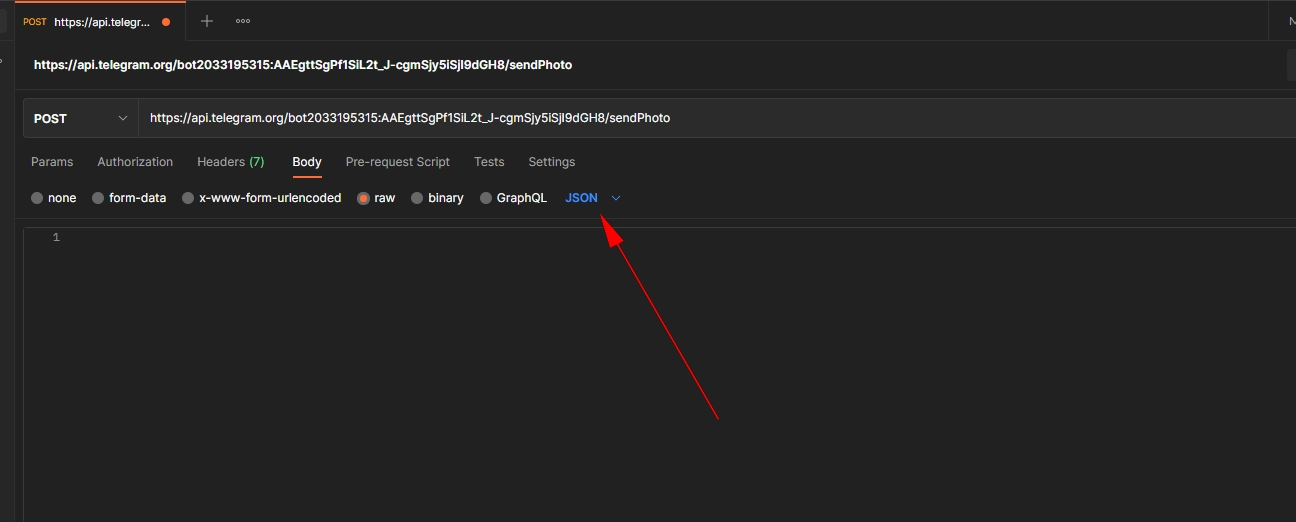 POST https://api.telegr...
https://api.telegram.org/bot2033195315:AAEgttSgPf1SiL2t_J-cgmSjy5iSjI9dGH8/sendPhoto
POST https://api.telegram.org/bot2033195315:AAEgttSgPf1SiL2t_J-cgmSjy5iSjI9dGH8/sendPhoto
Params Authorization Headers (7) Body Pre-request Script Tests Settings
none form-data x-www-form-urlencoded raw binary GraphQL JSON
1